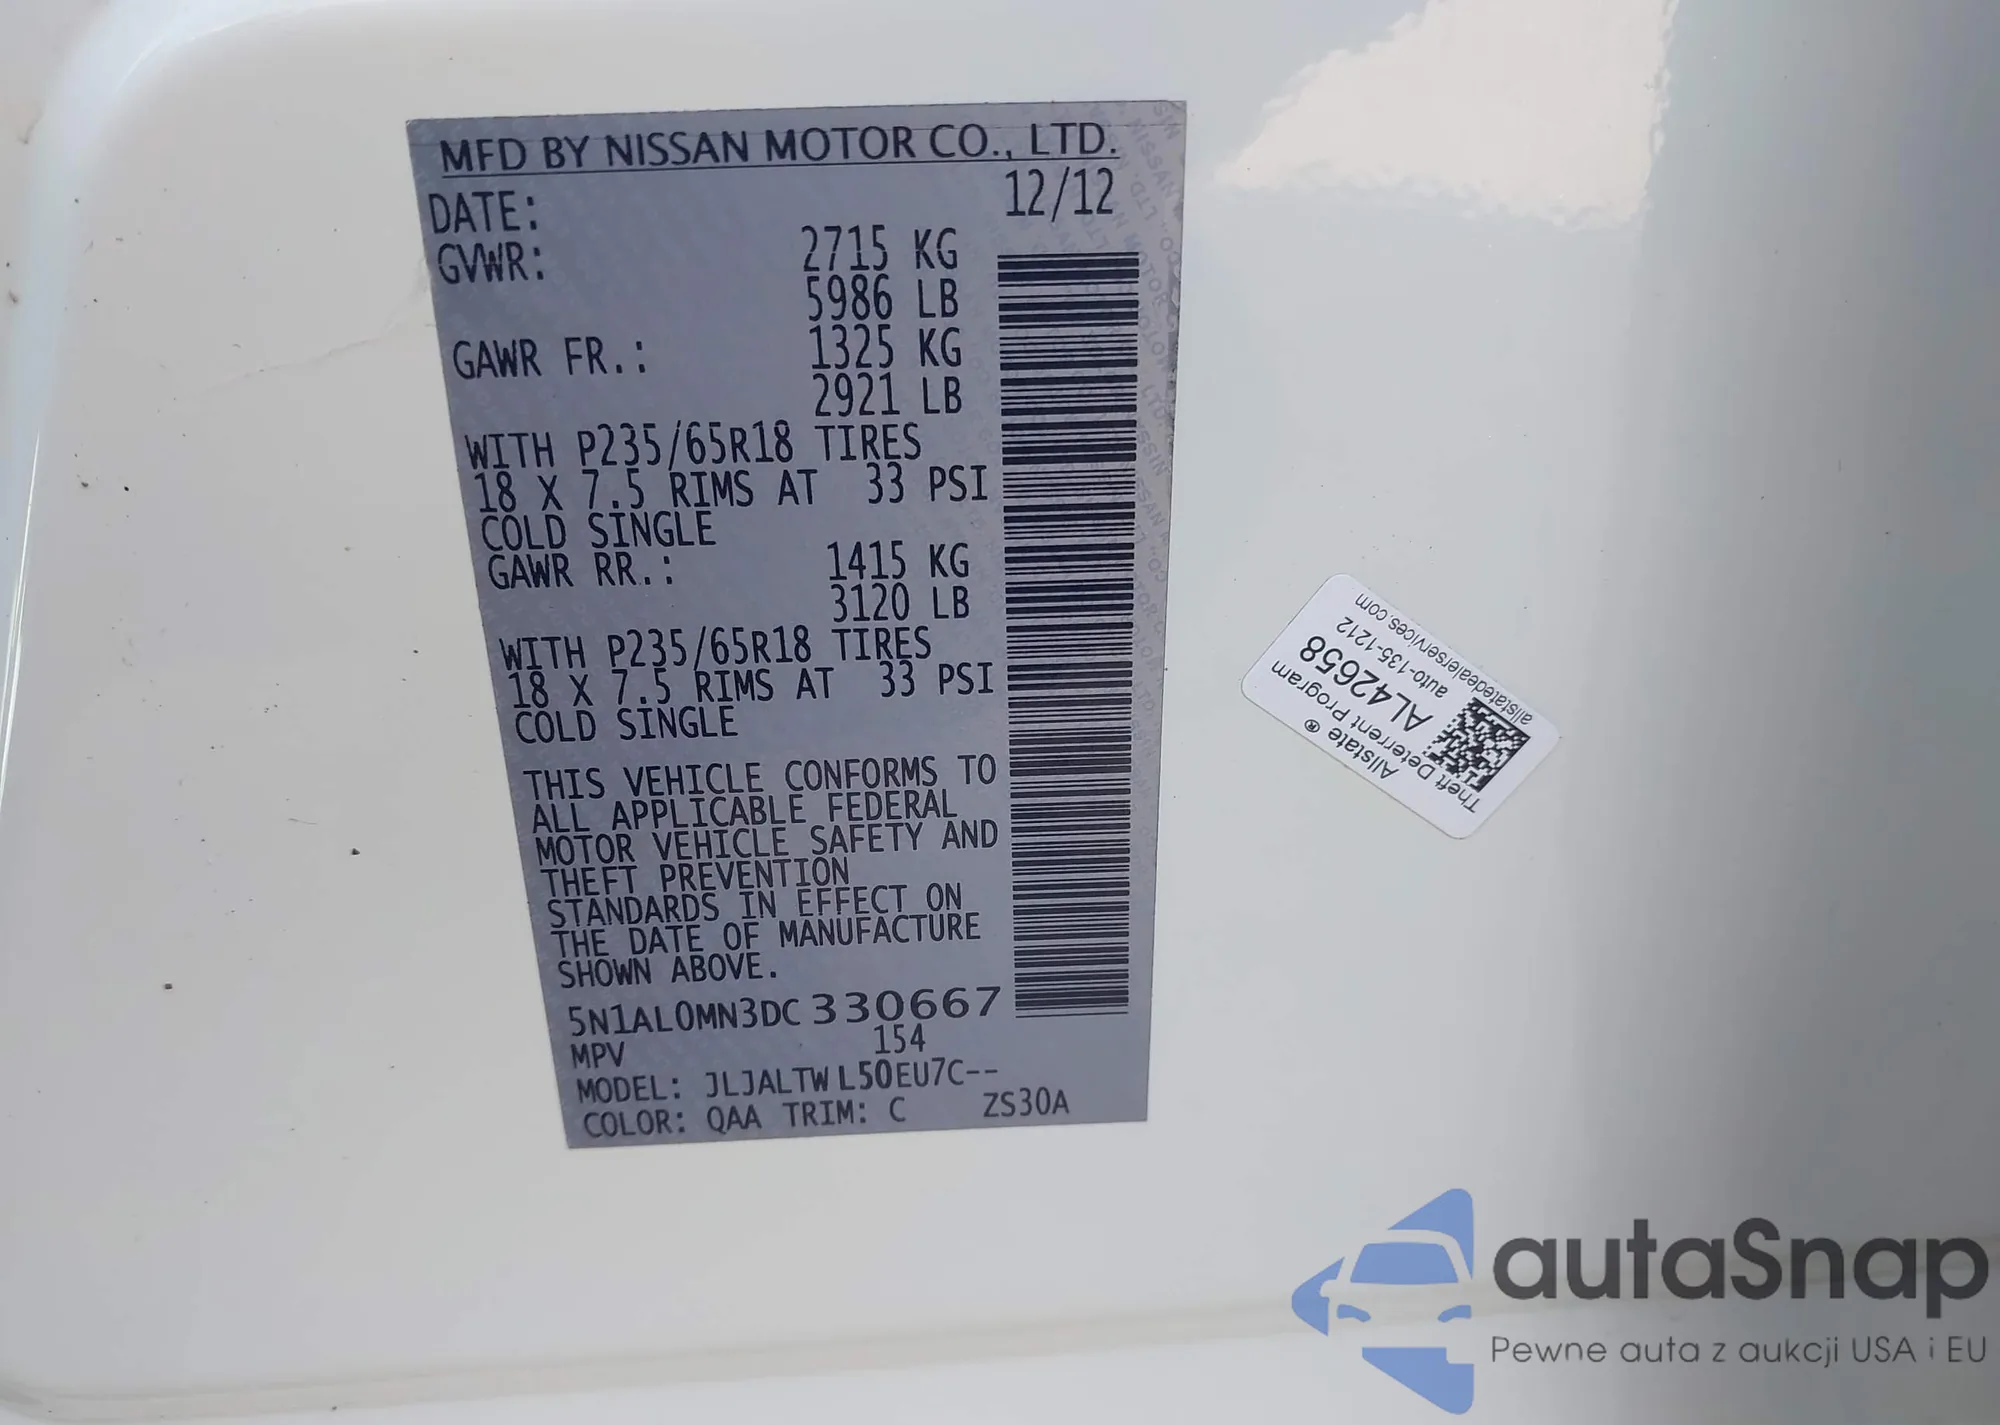 MFD BY NISSAN MOTOR CO., LTD.
DATE: 12/12
GVWR: 2715 KG
5986 LB
GAWR FR.: 1325 KG
2921 LB
WITH P235/65R18 TIRES
18 X 7.5 RIMS AT 33 PSI
COLD SINGLE
GAWR RR.: 1415 KG
3120 LB
WITH P235/65R18 TIRES
18 X 7.5 RIMS AT 33 PSI
COLD SINGLE
THIS VEHICLE CONFORMS TO
ALL APPLICABLE FEDERAL
MOTOR VEHICLE SAFETY AND
THEFT PREVENTION
STANDARDS IN EFFECT ON
THE DATE OF MANUFACTURE
SHOWN ABOVE.
5N1AL0MN3DC330667
MPV 154
MODEL: JLJALTWL50EU7C--
COLOR: QAA TRIM: C ZS30A
Allstate ®
Theft Deterrent Program
AL42658
auto-135-1212
allstatedealerservices.com
autaSnap
Pewne auta z aukcji USA i EU